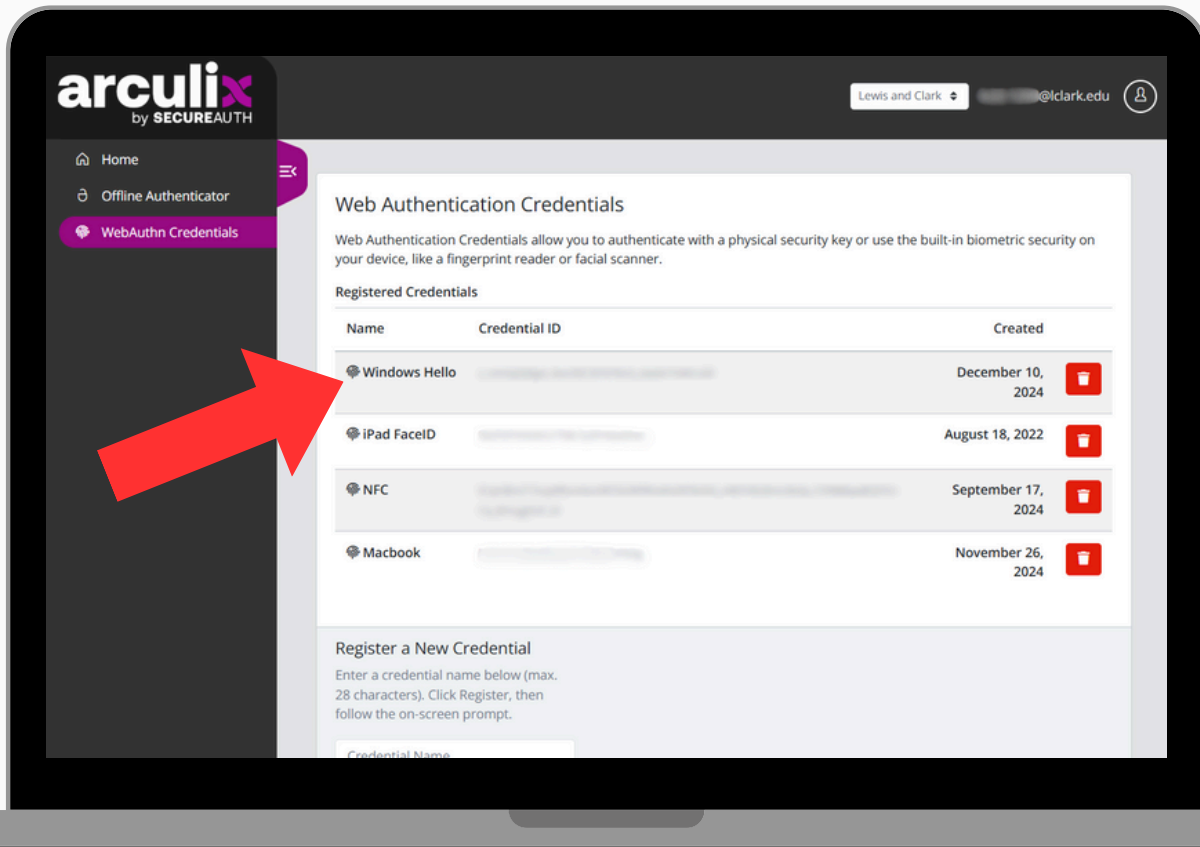 arculix
by SECUREAUTH
Lewis and Clark
@lclark.edu
Home
Offline Authenticator
WebAuthn Credentials
Web Authentication Credentials
Web Authentication Credentials allow you to authenticate with a physical security key or use the built-in biometric security on
your device, like a fingerprint reader or facial scanner.
Registered Credentials
Name Credential ID Created
Windows Hello December 10,
2024
iPad FaceID August 18, 2022
NFC September 17,
2024
Macbook November 26,
2024
Register a New Credential
Enter a credential name below (max.
28 characters). Click Register, then
follow the on-screen prompt.
Credential Name